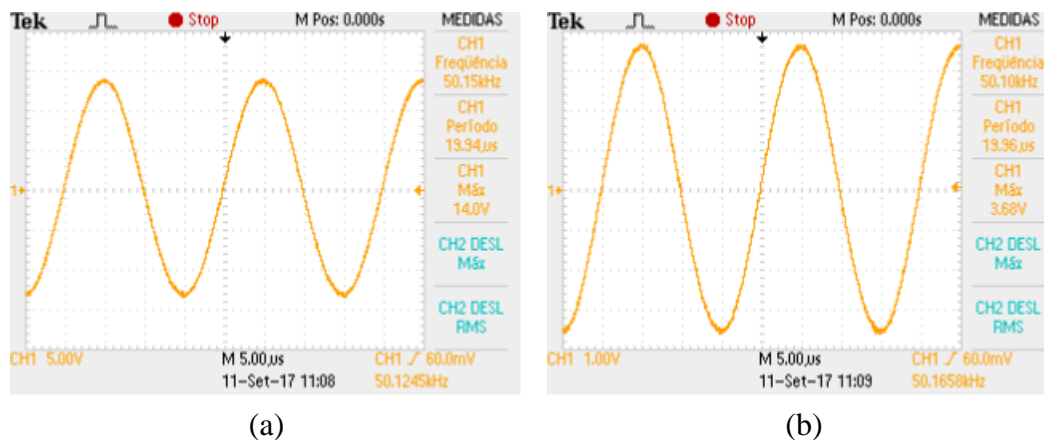 Tek
Stop
M Pos: 0.000s
MEDIDAS
CH1
Freqüência
50.15kHz
CH1
Período
19.94µs
CH1
Máx
14.0V
CH2 DESL
Máx
CH2 DESL
RMS
1
CH1 5.00V
M 5.00µs
CH1 60.0mV
11-Set-17 11:08
50.1245kHz
(a)
Tek
Stop
M Pos: 0.000s
MEDIDAS
CH1
Freqüência
50.10kHz
CH1
Período
19.96µs
CH1
Máx
3.68V
CH2 DESL
Máx
CH2 DESL
RMS
1
CH1 1.00V
M 5.00µs
CH1 60.0mV
11-Set-17 11:09
50.1658kHz
(b)